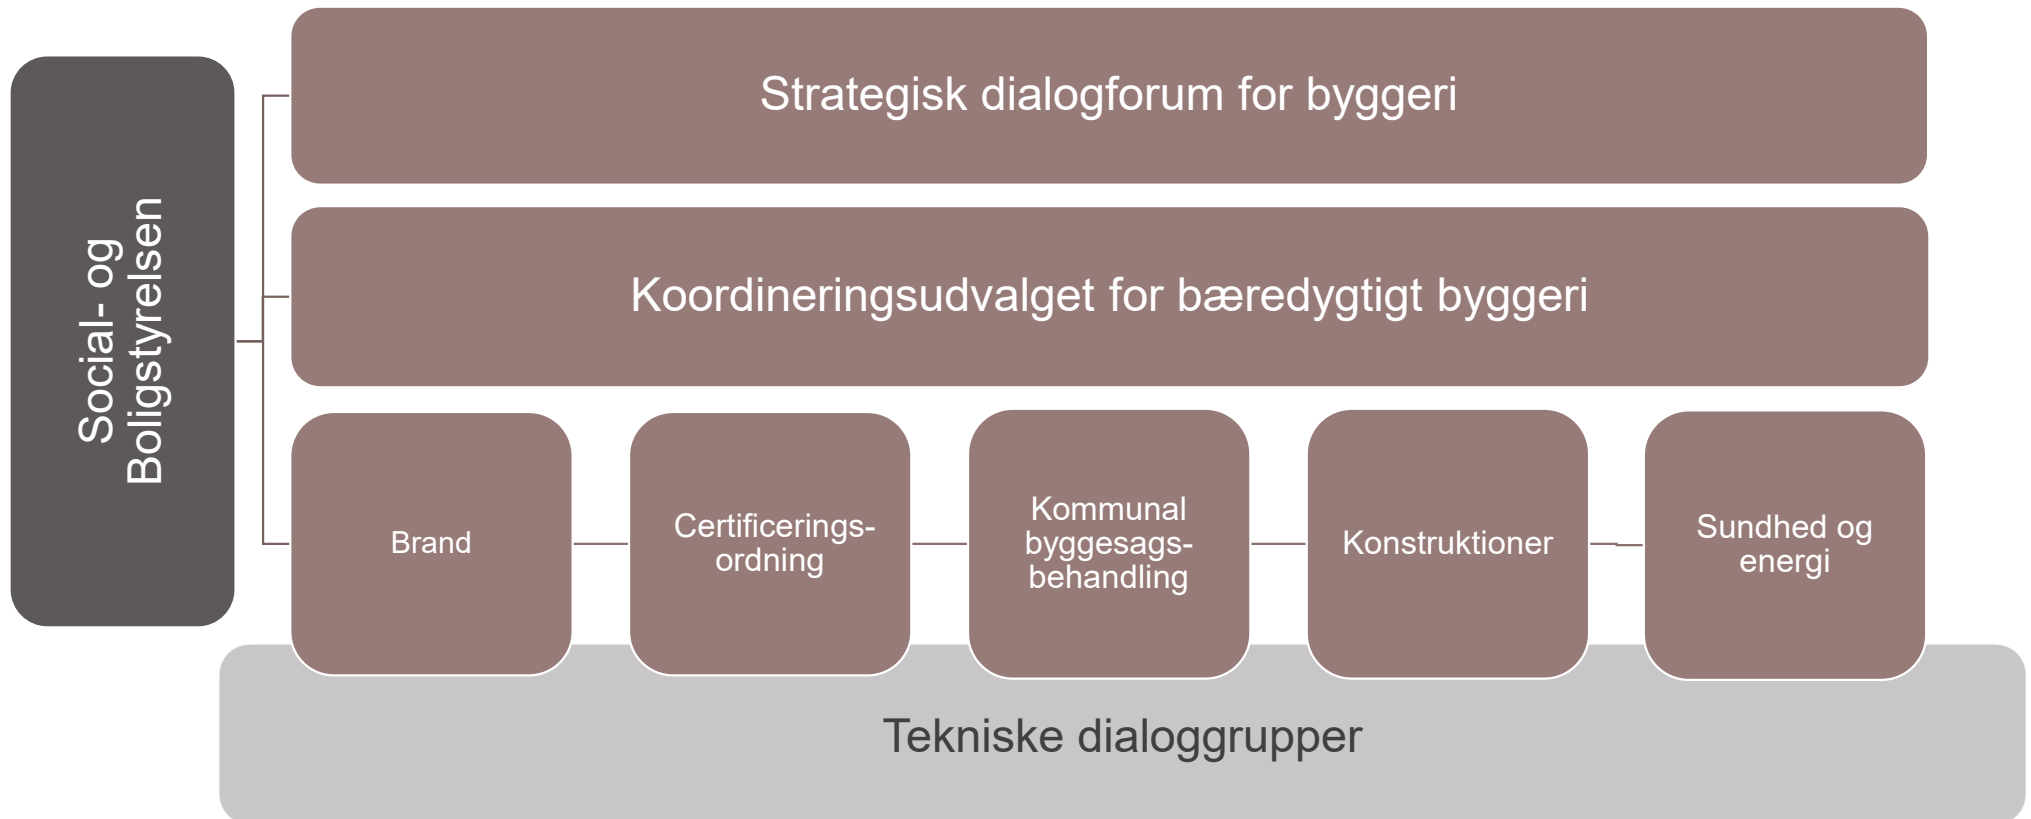 Social- og
Boligstyrelsen
Strategisk dialogforum for byggeri
Koordineringsudvalget for bæredygtigt byggeri
Brand
Certificerings-
ordning
Kommunal
byggesags-
behandling
Konstruktioner
Sundhed og
energi
Tekniske dialoggrupper